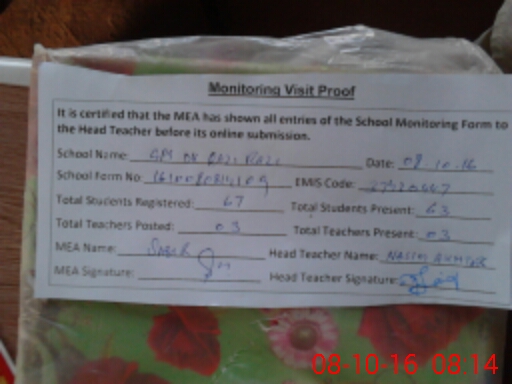 Monitoring Visit Proof
It is certified that the MEA has shown all entries of the School Monitoring Form to
the Head Teacher before its online submission.
School Name: Date: 08-10-16
School Form No: EMIS Code:
Total Students Registered: 67 Total Students Present: 63
Total Teachers Posted: 03 Total Teachers Present: 03
MEA Name: Head Teacher Name:
MEA Signature: Head Teacher Signature:
08-10-16 08:14